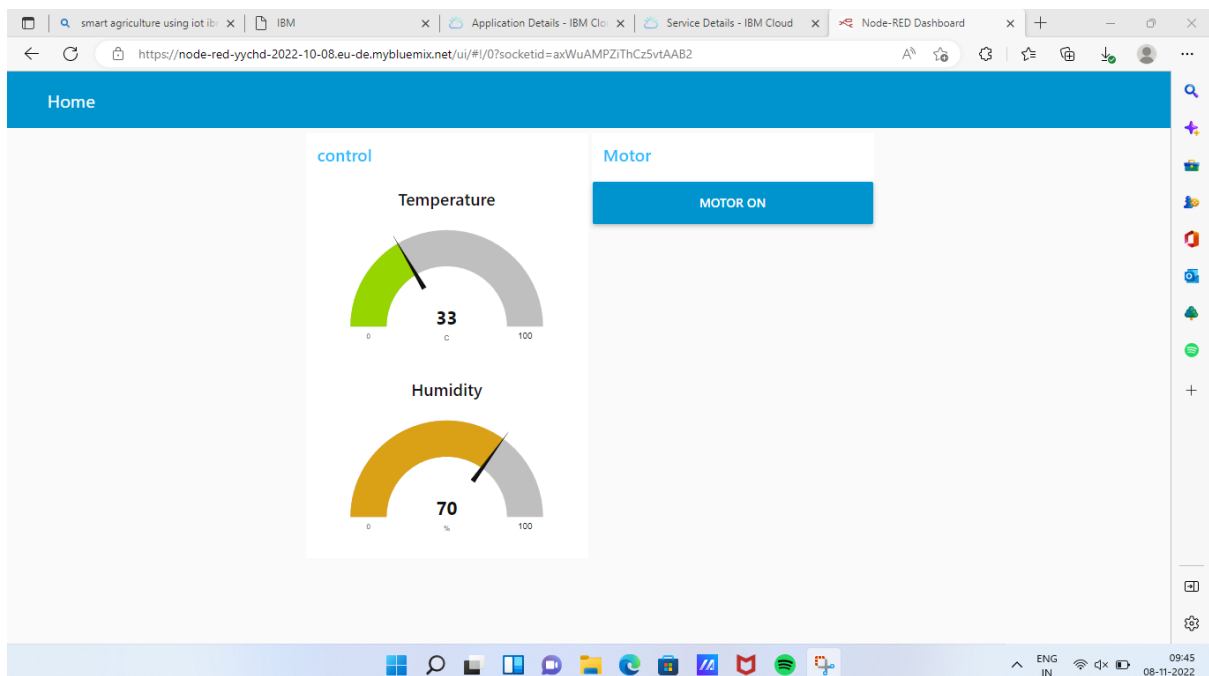 smart agriculture using iot ib
IBM
Application Details - IBM Clo
Service Details - IBM Cloud
Node-RED Dashboard
https://node-red-yychd-2022-10-08.eu-de.mybluemix.net/ui/#!/0?socketid=axWuAMPZiThCz5vtAAB2
Home
control
Motor
Temperature
MOTOR ON
33
0
C
100
Humidity
70
0
%
100
ENG
IN
09:45
08-11-2022